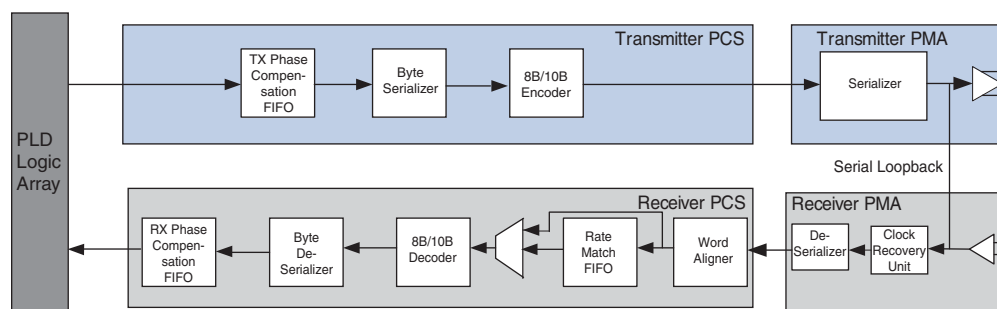 Transmitter PCS
Transmitter PMA
TX Phase
Compen-
sation
FIFO
Byte
Serializer
8B/10B
Encoder
Serializer
PLD
Logic
Array
Serial Loopback
Receiver PCS
Receiver PMA
RX Phase
Compen-
sation
FIFO
Byte
De-
Serializer
8B/10B
Decoder
Rate
Match
FIFO
Word
Aligner
De-
Serializer
Clock
Recovery
Unit